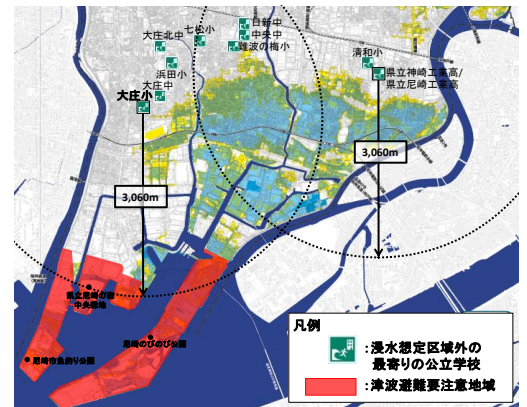 日新中
中央中
難波の梅小
七松小
大庄北中
浜田小
大庄中
大庄小
清和小
県立神崎工業高/
県立尼崎工業高
3,060m
3,060m
県立尼崎の森
中央緑地
尼崎市魚釣り公園
尼崎のびのび公園
凡例
:浸水想定区域外の
最寄りの公立学校
:津波避難要注意地域